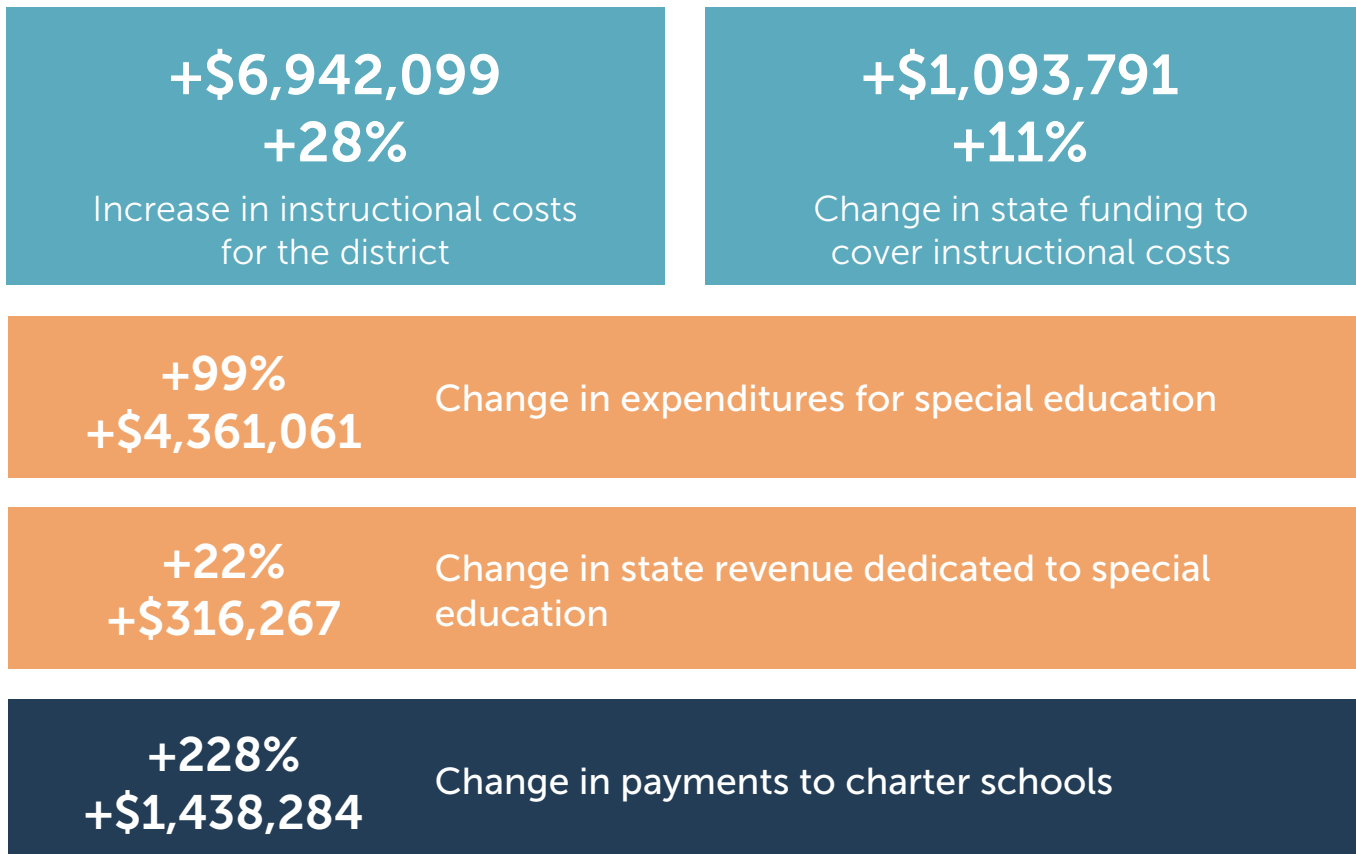 +$6,942,099
+28%
Increase in instructional costs
for the district
+$1,093,791
+11%
Change in state funding to
cover instructional costs
+99%
+$4,361,061
Change in expenditures for special education
+22%
+$316,267
Change in state revenue dedicated to special
education
+228%
+$1,438,284
Change in payments to charter schools